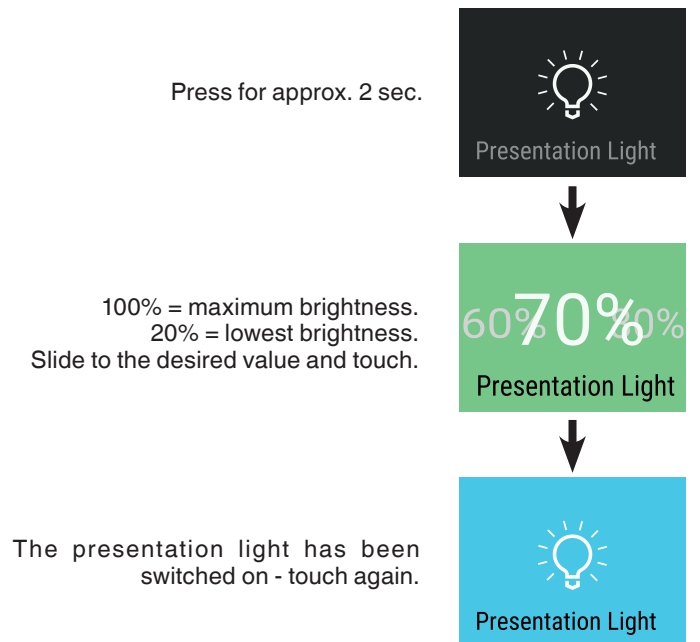 Press for approx. 2 sec.
Presentation Light
100% = maximum brightness.
20% = lowest brightness.
Slide to the desired value and touch.
60% 70% 80%
Presentation Light
The presentation light has been
switched on - touch again.
Presentation Light